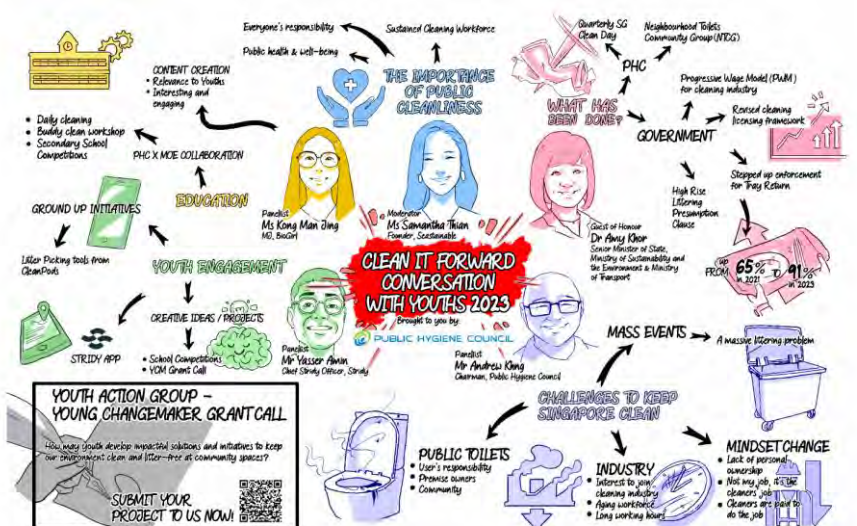 Everyone's responsibility
Sustained Cleaning Workforce
Public health & well-being
THE IMPORTANCE
OF PUBLIC
CLEANLINESS
CONTENT CREATION
• Relevance to Youths
• Interesting and
engaging
• Daily cleaning
• Buddy clean workshop
• Secondary School
Competitions
PHC X MOE COLLABORATION
EDUCATION
GROUND UP INITIATIVES
Litter Picking tools from
CleanPods
YOUTH ENGAGEMENT
CREATIVE IDEAS / PROJECTS
STRIDY APP
• School Competitions
• YCM Grant Call
Panelist
Ms Kong Man Jing
MD, BioGirl
Moderator
Ms Samantha Thian
Founder, Seastainable
Quarterly SG
Clean Day
Neighbourhood Toilets
Community Group (NTCG)
PHC
WHAT HAS
BEEN DONE?
Progressive Wage Model (PWM)
for cleaning industry
Revised cleaning
licensing framework
GOVERNMENT
High Rise
Littering
Presumption
Clause
Stepped up enforcement
for Tray Return
up
FROM 65% in 2021 TO 91% in 2023
Guest of Honour
Dr Amy Khor
Senior Minister of State,
Ministry of Sustainability and
the Environment & Ministry
of Transport
CLEAN IT FORWARD
CONVERSATION
WITH YOUTHS 2023
Brought to you by:
PUBLIC HYGIENE COUNCIL
Panelist
Mr Yasser Amin
Chief Stridy Officer, Stridy
Panelist
Mr Andrew Khng
Chairman, Public Hygiene Council
MASS EVENTS
A massive littering problem
CHALLENGES TO KEEP
SINGAPORE CLEAN
PUBLIC TOILETS
• User's responsibility
• Premise owners
• Community
INDUSTRY
• Interest to join
cleaning industry
• Aging workforce
• Long working hours
MINDSET CHANGE
• Lack of personal
ownership
• Not my job, it's the
cleaners job
• Cleaners are paid to
do the job
YOUTH ACTION GROUP –
YOUNG CHANGEMAKER GRANT CALL
How may youth develop impactful solutions and initiatives to keep
our environment clean and litter-free at community spaces?
SUBMIT YOUR
PROJECT TO US NOW!